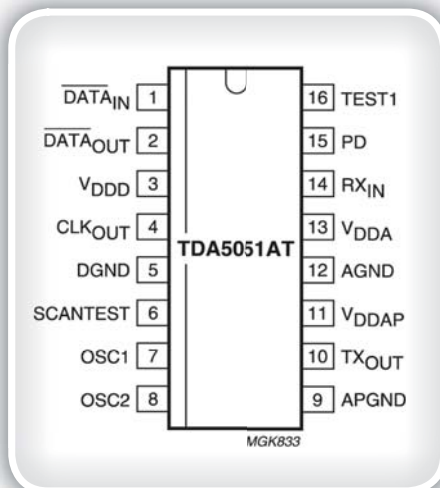 DATAIN 1 16 TEST1
DATAOUT 2 15 PD
VDDD 3 14 RXIN
CLKOUT 4 13 VDDA
TDA5051AT
DGND 5 12 AGND
SCANTEST 6 11 VDDAP
OSC1 7 10 TXOUT
OSC2 8 9 APGND
MGK833